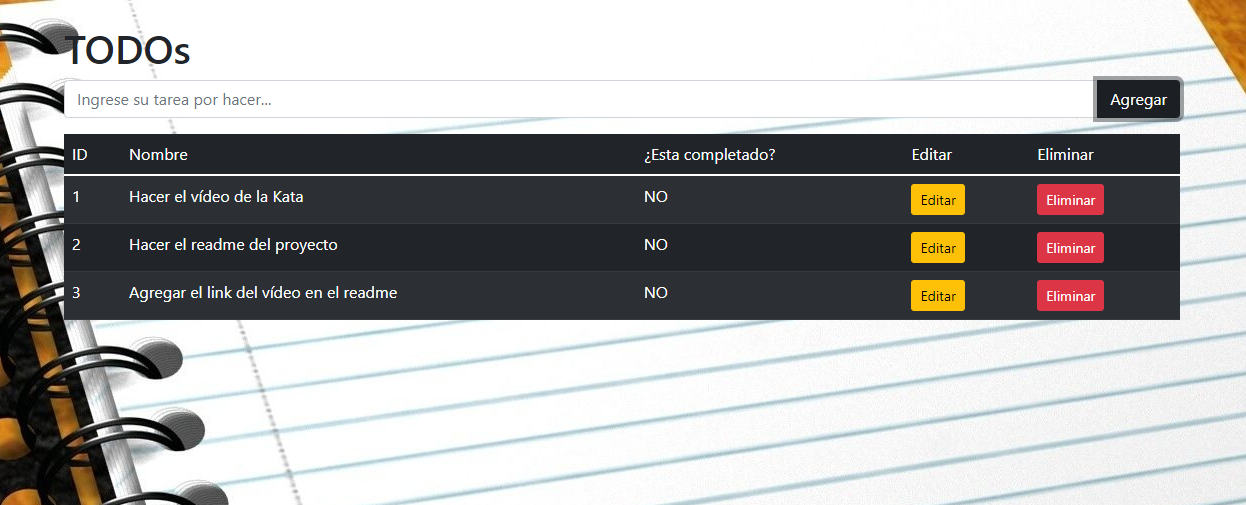 TODOs
Ingrese su tarea por hacer...
Agregar
ID Nombre ¿Esta completado? Editar Eliminar
1 Hacer el vídeo de la Kata NO Editar Eliminar
2 Hacer el readme del proyecto NO Editar Eliminar
3 Agregar el link del vídeo en el readme NO Editar Eliminar